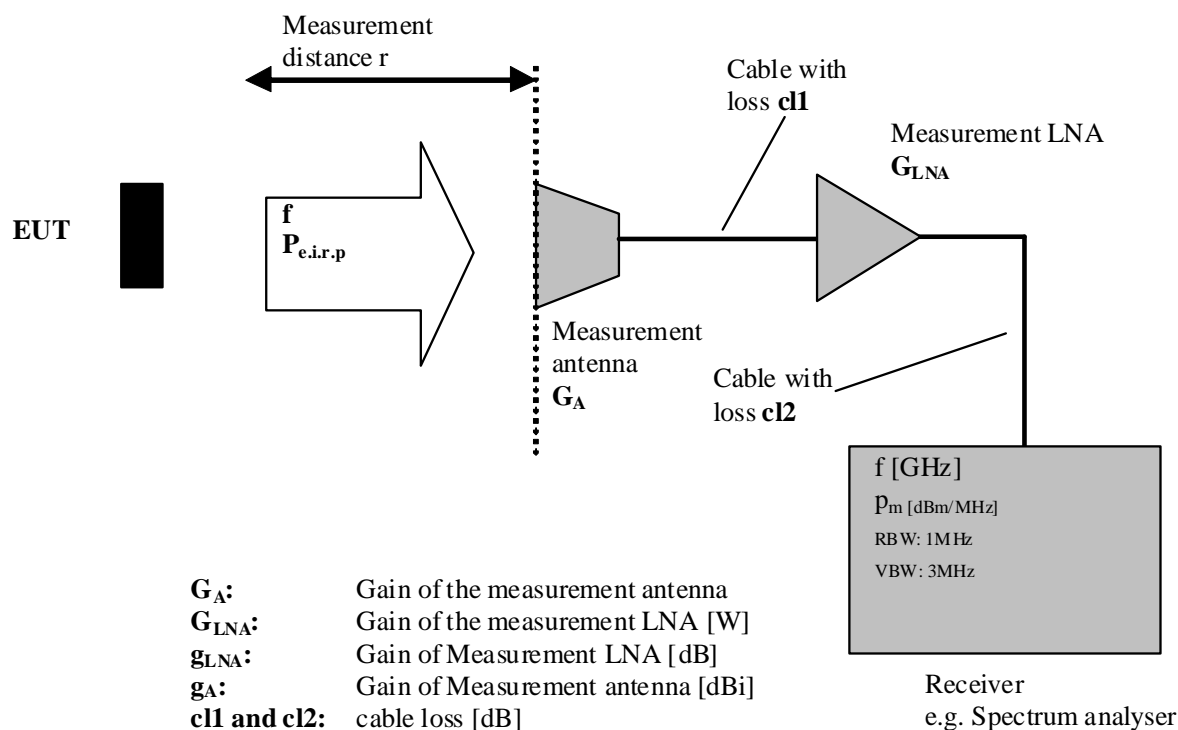 Measurement
distance r
Cable with
loss cl1
Measurement LNA
GLNA
EUT
f
Pe.i.r.p
Measurement
antenna
GA
Cable with
loss cl2
f [GHz]
pm [dBm/MHz]
RBW: 1MHz
VBW: 3MHz
GA: Gain of the measurement antenna
GLNA: Gain of the measurement LNA [W]
gLNA: Gain of Measurement LNA [dB]
gA: Gain of Measurement antenna [dBi]
cl1 and cl2: cable loss [dB]
Receiver
e.g. Spectrum analyser